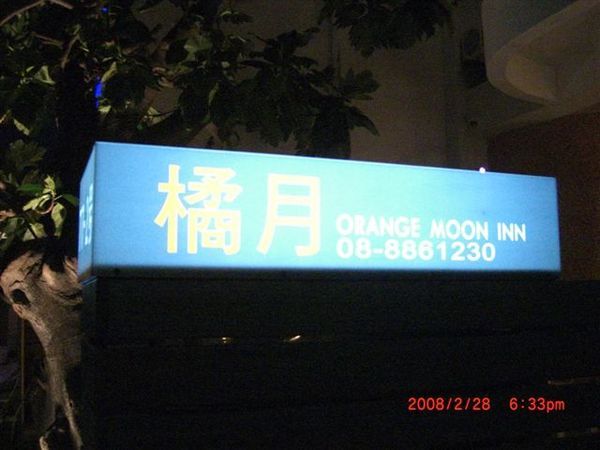 橘月
ORANGE MOON INN
08-8861230
2008/2/28 6:33pm